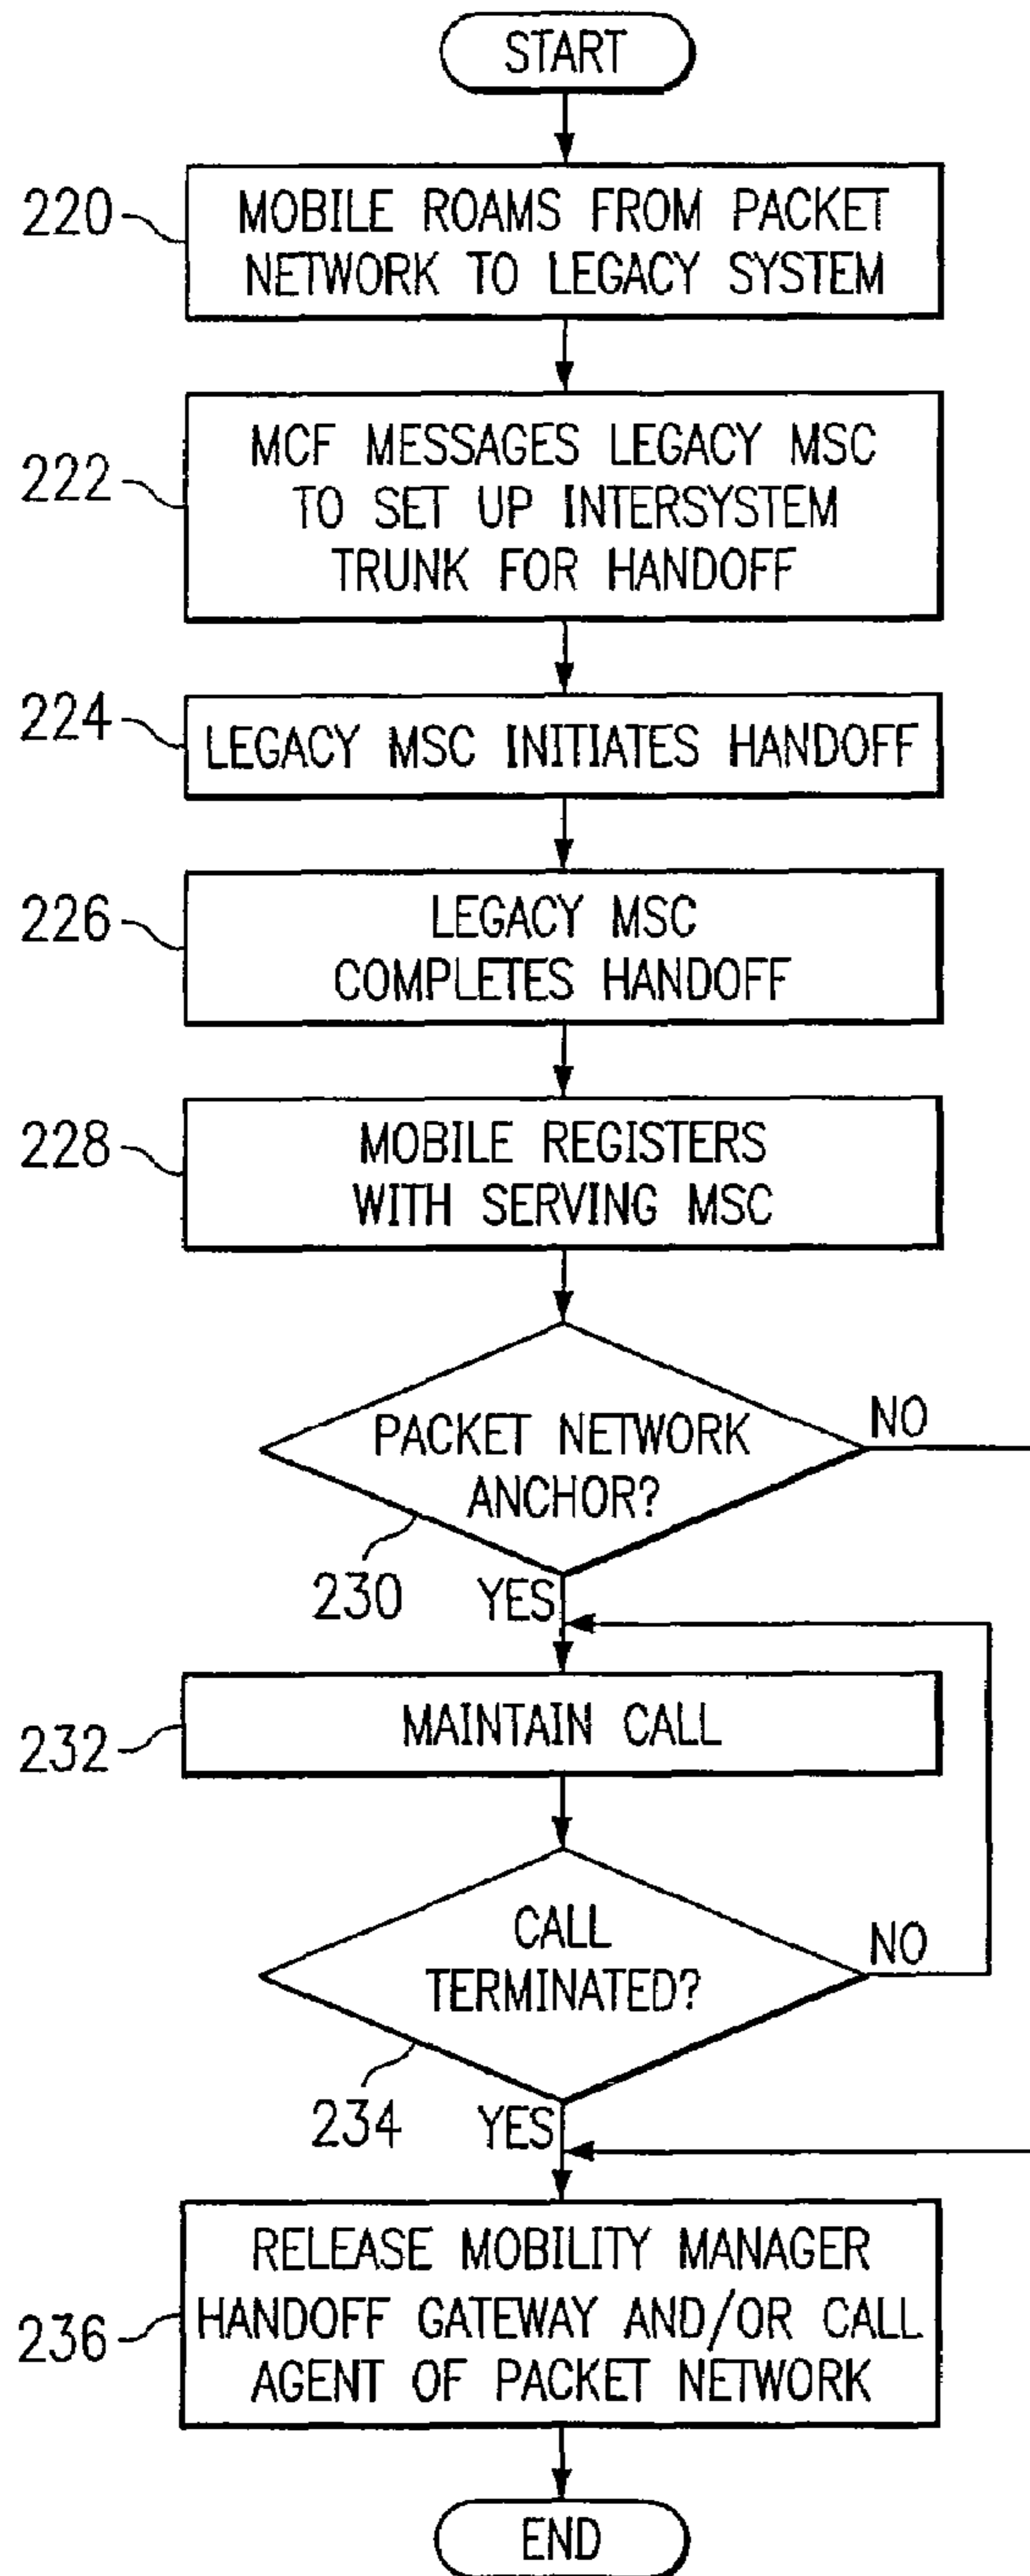 START
220
MOBILE ROAMS FROM PACKET
NETWORK TO LEGACY SYSTEM
222
MCF MESSAGES LEGACY MSC
TO SET UP INTERSYSTEM
TRUNK FOR HANDOFF
224
LEGACY MSC INITIATES HANDOFF
226
LEGACY MSC
COMPLETES HANDOFF
228
MOBILE REGISTERS
WITH SERVING MSC
PACKET NETWORK
ANCHOR?
NO
230
YES
232
MAINTAIN CALL
CALL
TERMINATED?
NO
234
YES
236
RELEASE MOBILITY MANAGER
HANDOFF GATEWAY AND/OR CALL
AGENT OF PACKET NETWORK
END